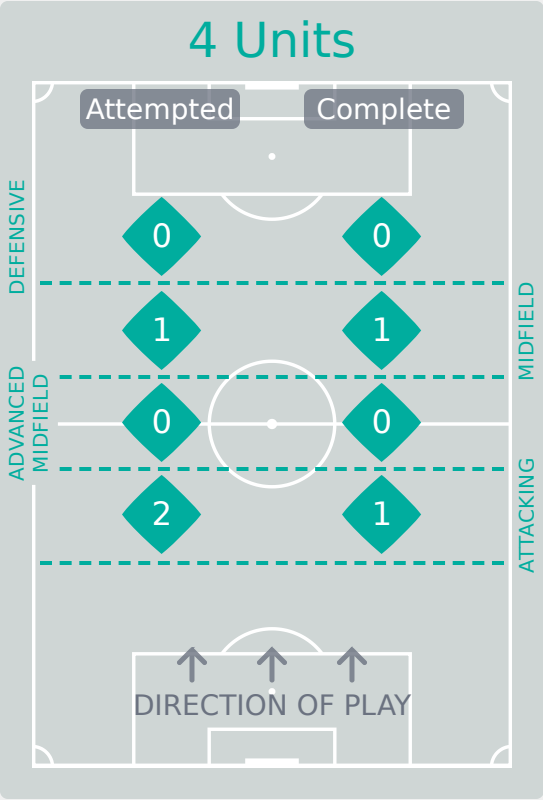 4 Units
Attempted
Complete
DEFENSIVE
0
0
MIDFIELD
1
1
ADVANCED
MIDFIELD
0
0
ATTACKING
2
1
DIRECTION OF PLAY